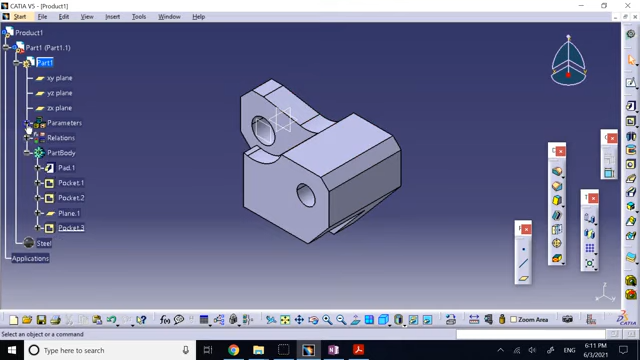 CATIA V5 - [Product1]
Start File Edit View Insert Tools Window Help
Product1
Part1 (Part1.1)
Part1
xy plane
yz plane
zx plane
Parameters
Relations
PartBody
Pad.1
Pocket.1
Pocket.2
Plane.1
Pocket.3
Steel
Applications
Zoom Area
Select an object or a command
Type here to search
6:11 PM
6/3/2021